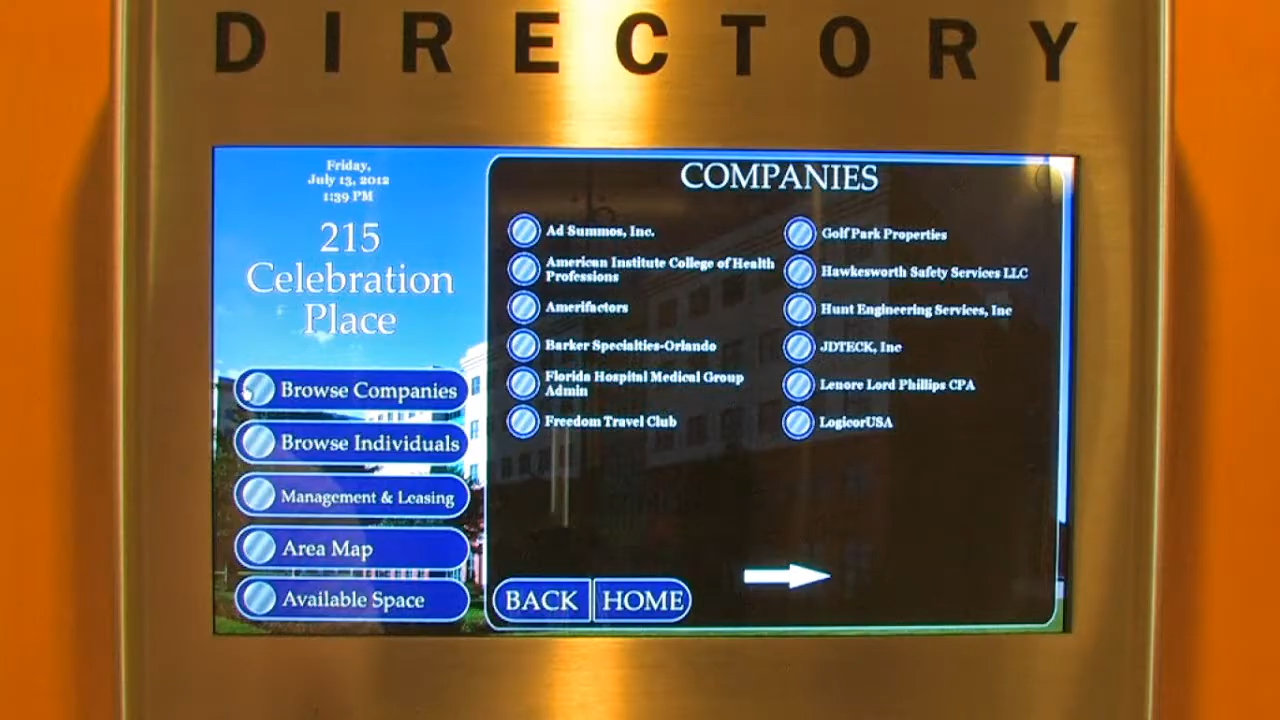 DIRECTORY
Friday,
July 13, 2012
1:39 PM
215
Celebration
Place
Browse Companies
Browse Individuals
Management & Leasing
Area Map
Available Space
COMPANIES
Ad Summos, Inc.
American Institute College of Health
Professions
Amerifactors
Barker Specialties-Orlando
Florida Hospital Medical Group
Admin
Freedom Travel Club
Golf Park Properties
Hawkesworth Safety Services LLC
Hunt Engineering Services, Inc
JDTECK, Inc
Lenore Lord Phillips CPA
LogicorUSA
BACK
HOME